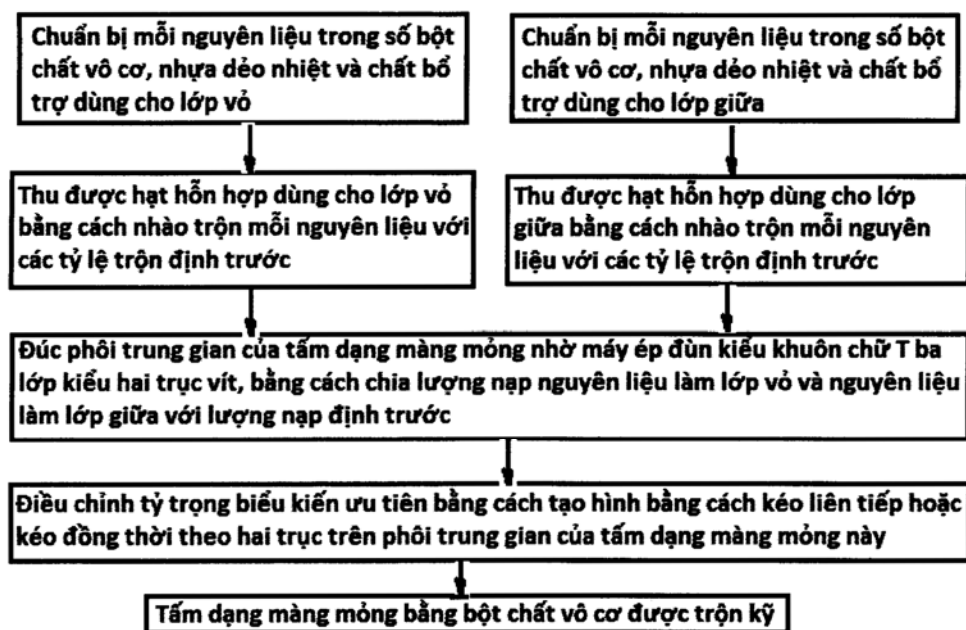 Chuẩn bị mỗi nguyên liệu trong số bột
chất vô cơ, nhựa dẻo nhiệt và chất bổ
trợ dùng cho lớp vỏ
Chuẩn bị mỗi nguyên liệu trong số bột
chất vô cơ, nhựa dẻo nhiệt và chất bổ
trợ dùng cho lớp giữa
Thu được hạt hỗn hợp dùng cho lớp vỏ
bằng cách nhào trộn mỗi nguyên liệu với
các tỷ lệ trộn định trước
Thu được hạt hỗn hợp dùng cho lớp
giữa bằng cách nhào trộn mỗi nguyên
liệu với các tỷ lệ trộn định trước
Đúc phôi trung gian của tấm dạng màng mỏng nhờ máy ép đùn kiểu khuôn chữ T ba
lớp kiểu hai trục vít, bằng cách chia lượng nạp nguyên liệu làm lớp vỏ và nguyên liệu
làm lớp giữa với lượng nạp định trước
Điều chỉnh tỷ trọng biểu kiến ưu tiên bằng cách tạo hình bằng cách kéo liên tiếp hoặc
kéo đồng thời theo hai trục trên phôi trung gian của tấm dạng màng mỏng này
Tấm dạng màng mỏng bằng bột chất vô cơ được trộn kỹ